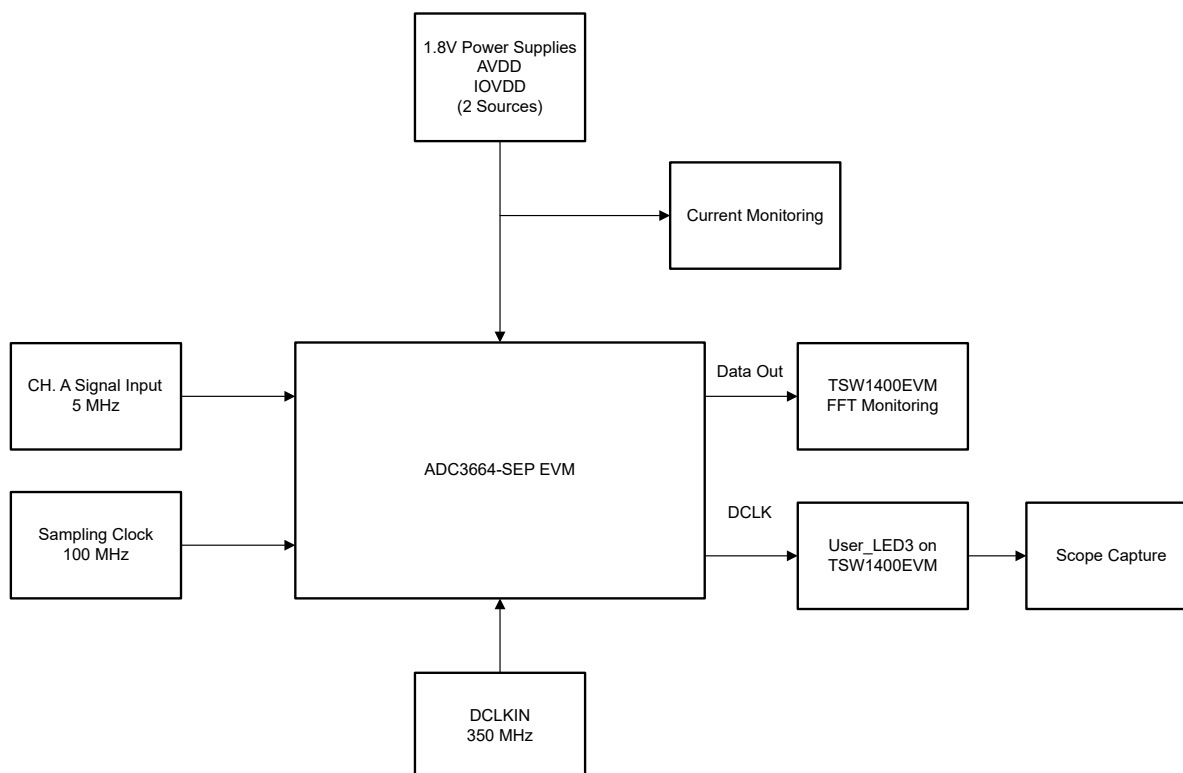 1.8V Power Supplies
AVDD
IOVDD
(2 Sources)
Current Monitoring
CH. A Signal Input
5 MHz
Data Out
TSW1400EVM
FFT Monitoring
ADC3664-SEP EVM
Sampling Clock
100 MHz
DCLK
User_LED3 on
TSW1400EVM
Scope Capture
DCLKIN
350 MHz